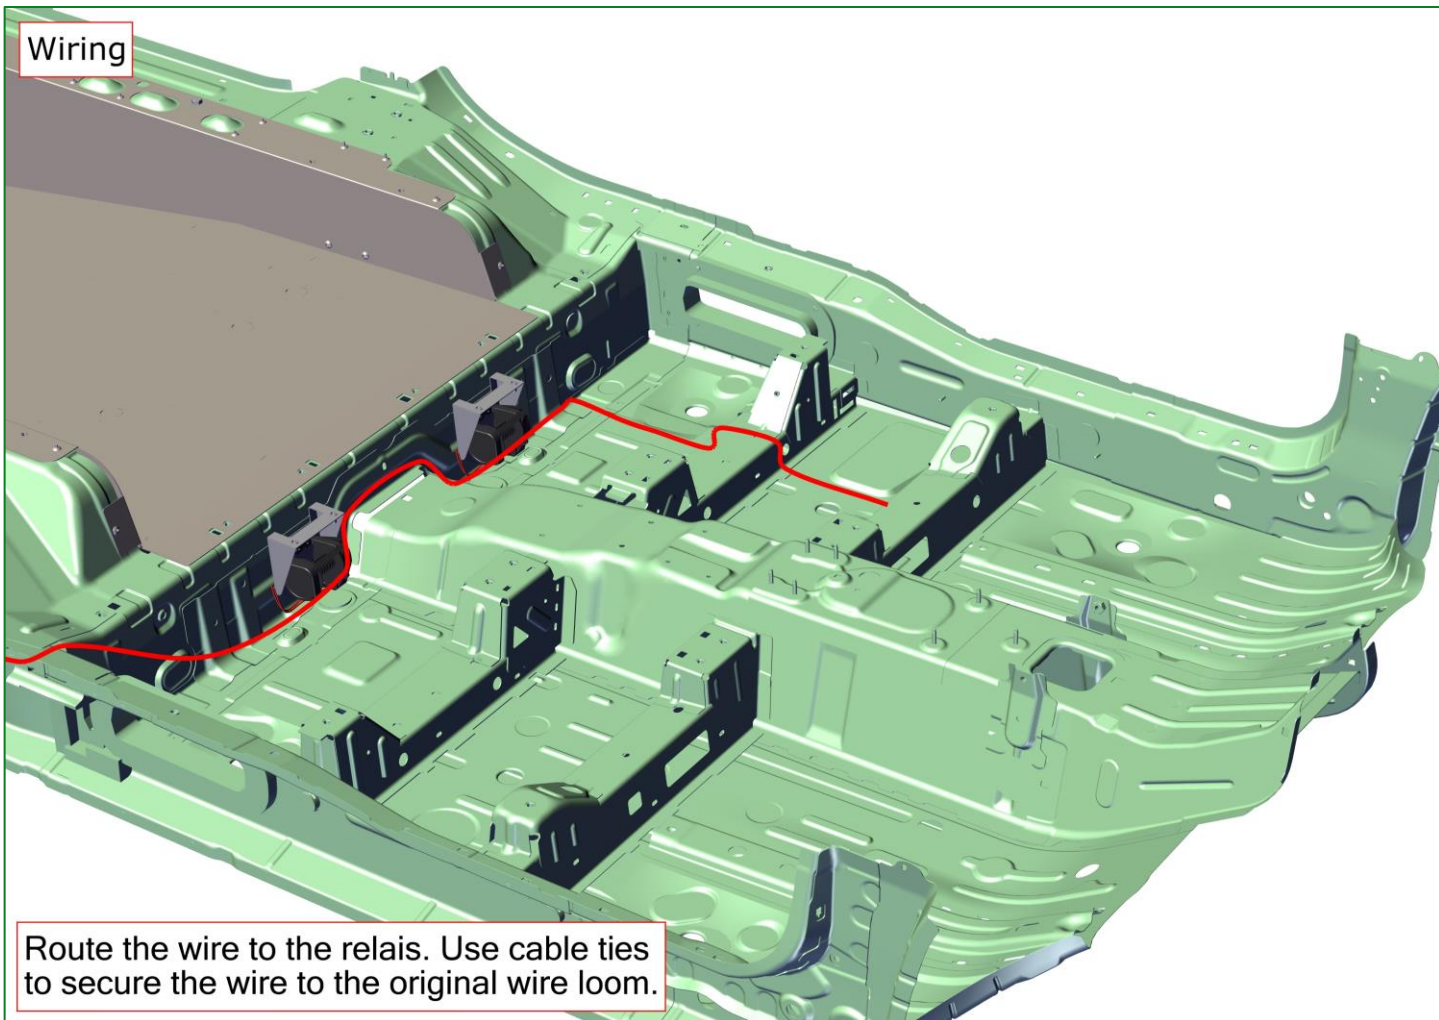 Wiring
Route the wire to the relais. Use cable ties
to secure the wire to the original wire loom.